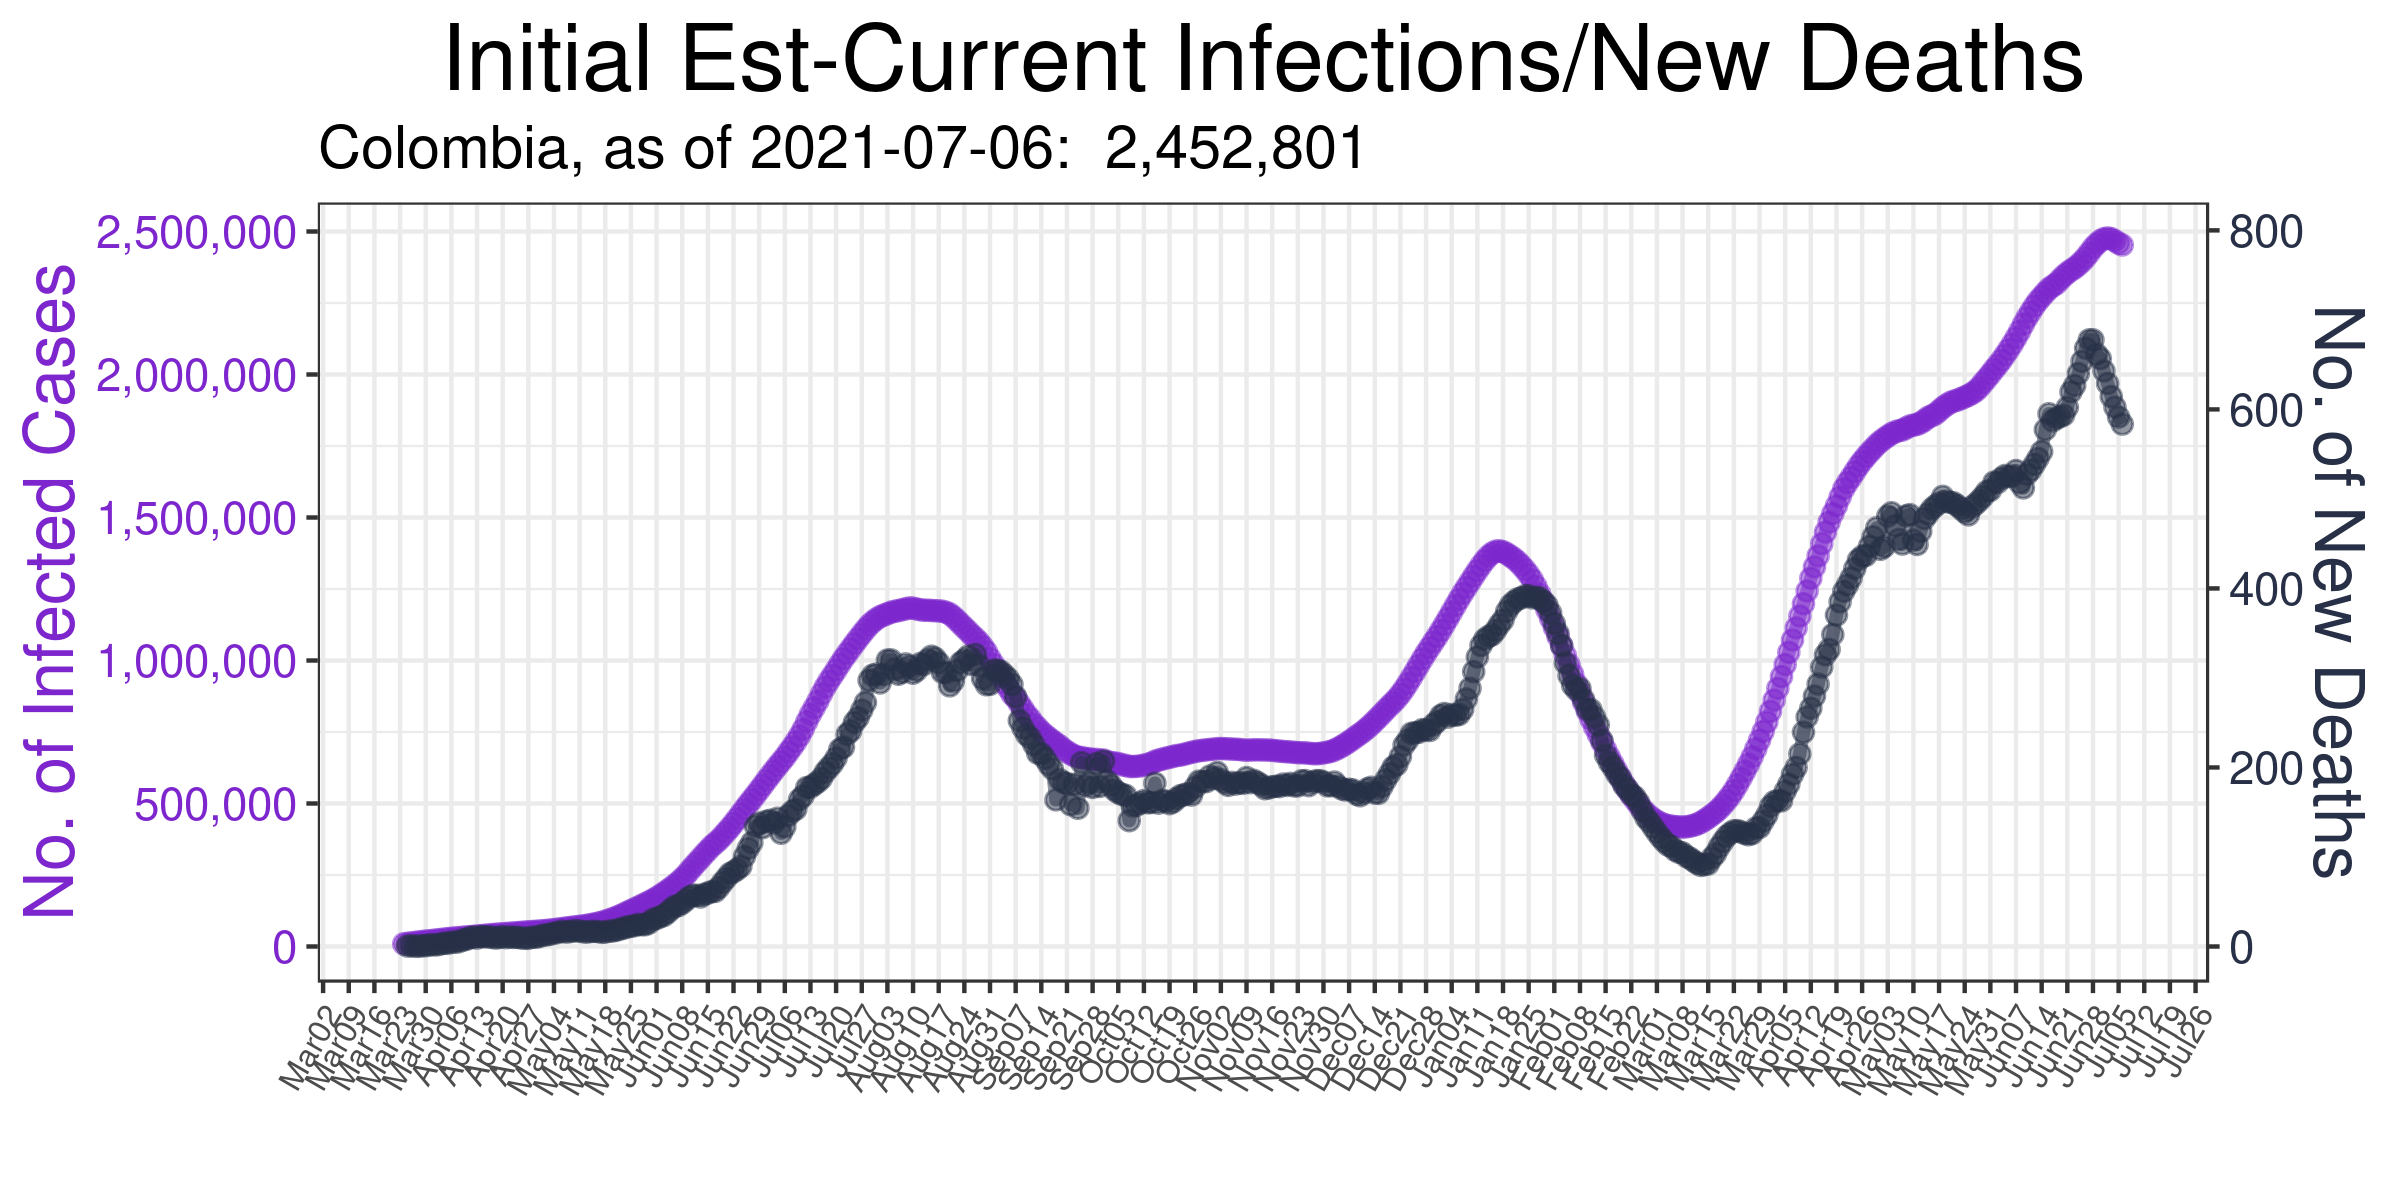 Initial Est-Current Infections/New Deaths
Colombia, as of 2021-07-06:  2,452,801
No. of Infected Cases
2,500,000
2,000,000
1,500,000
1,000,000
500,000
0
800
600
400
200
0
No. of New Deaths
Mar02
Mar09
Mar16
Mar23
Mar30
Apr06
Apr13
Apr20
Apr27
May04
May11
May18
May25
Jun01
Jun08
Jun15
Jun22
Jun29
Jul06
Jul13
Jul20
Jul27
Aug03
Aug10
Aug17
Aug24
Aug31
Sep07
Sep14
Sep21
Sep28
Oct05
Oct12
Oct19
Oct26
Nov02
Nov09
Nov16
Nov23
Nov30
Dec07
Dec14
Dec21
Dec28
Jan04
Jan11
Jan18
Jan25
Feb01
Feb08
Feb15
Feb22
Mar01
Mar08
Mar15
Mar22
Mar29
Apr05
Apr12
Apr19
Apr26
May03
May10
May17
May24
May31
Jun07
Jun14
Jun21
Jun28
Jul05
Jul12
Jul19
Jul26